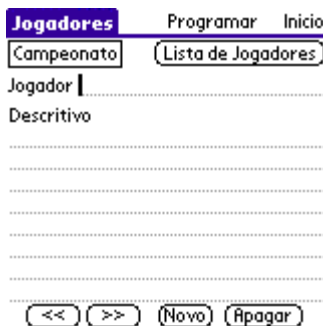 Jogadores Programar Inicio
Campeonato Lista de Jogadores
Jogador
Descritivo
<< >> Novo Apagar